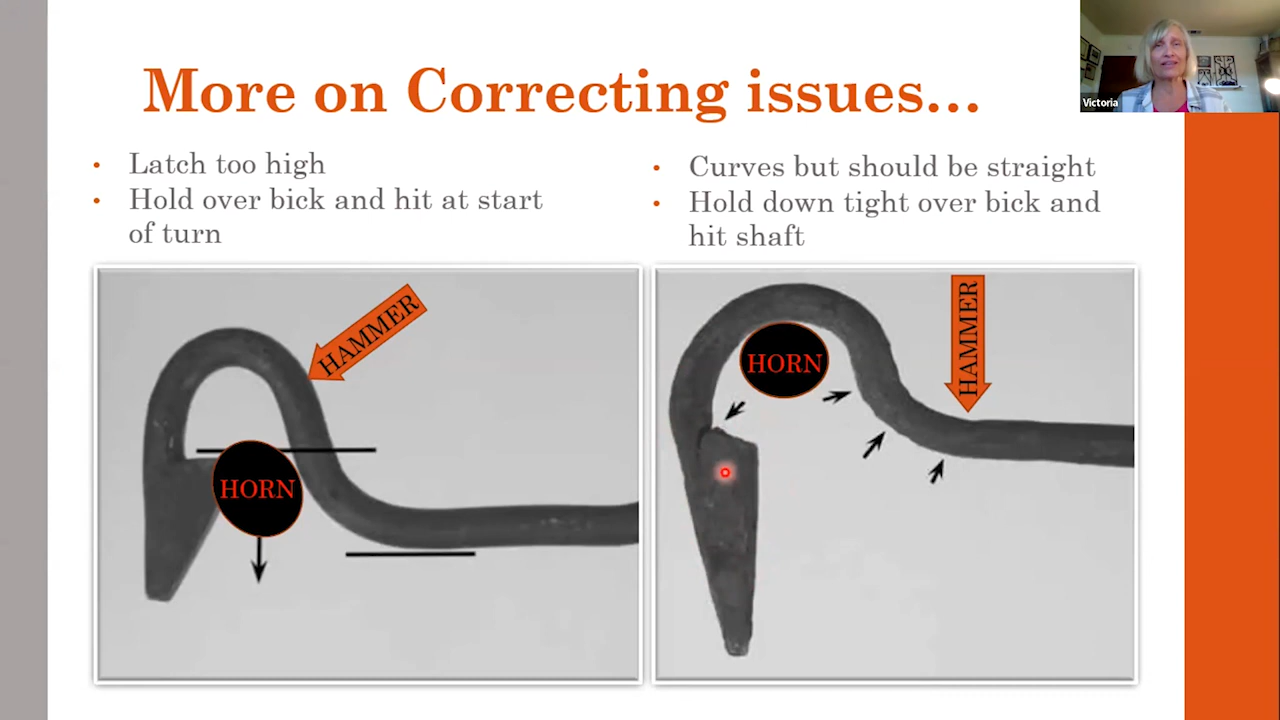 More on Correcting issues...
Victoria
• Latch too high
• Hold over bick and hit at start
of turn
• Curves but should be straight
• Hold down tight over bick and
hit shaft
HAMMER
HORN
HAMMER
HORN